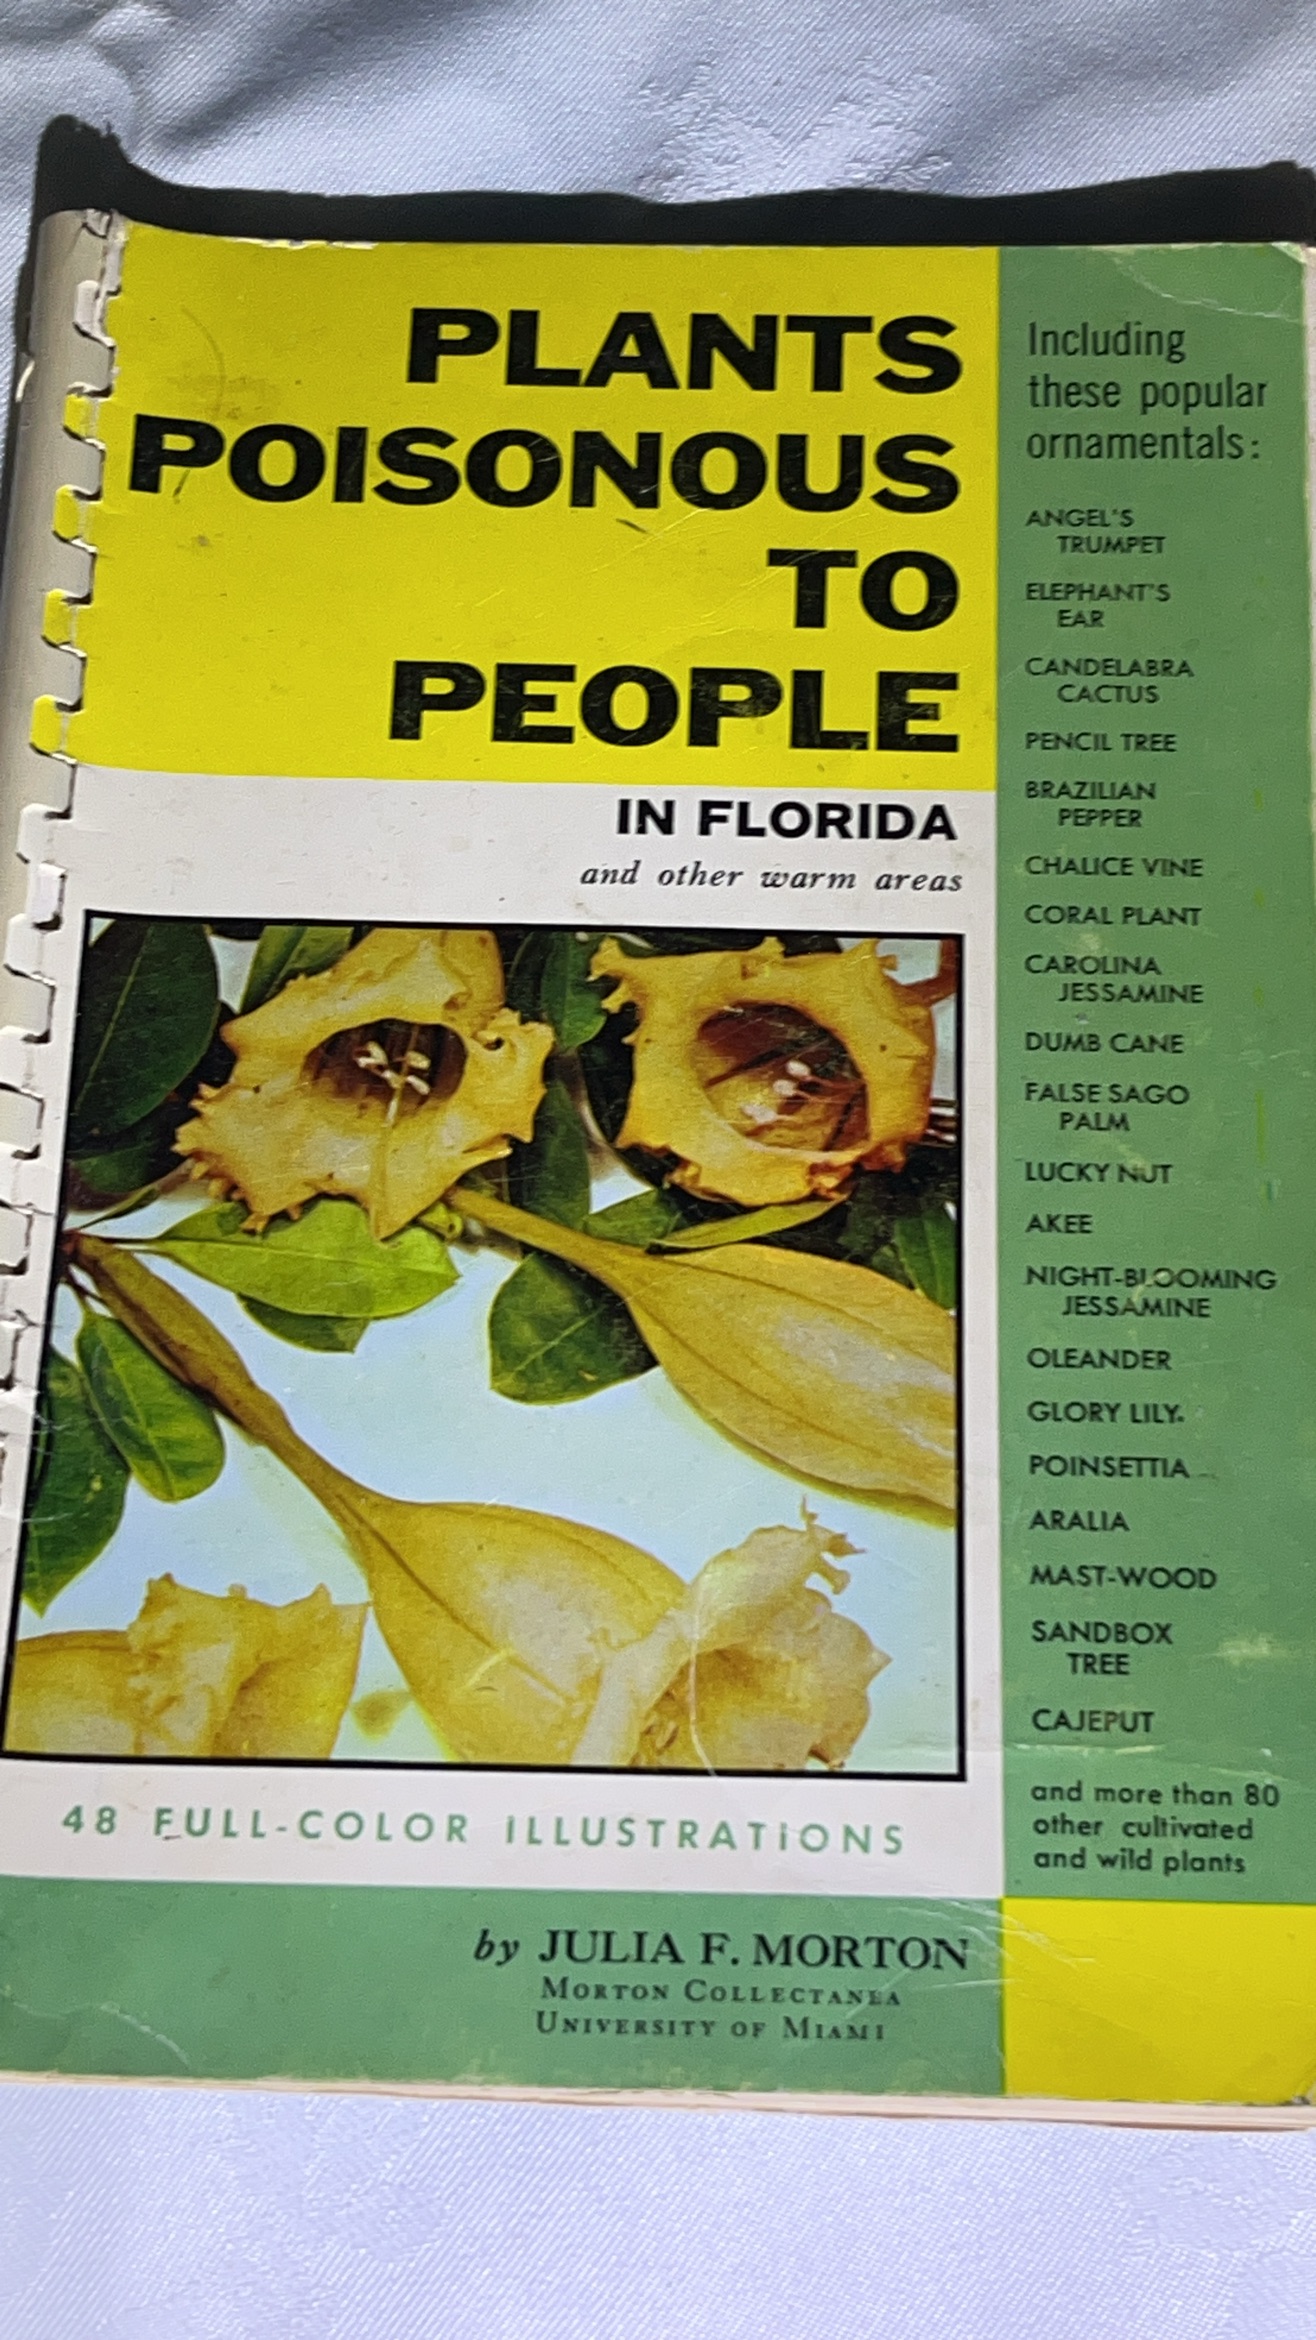 PLANTS
POISONOUS
TO
PEOPLE
IN FLORIDA
and other warm areas
48 FULL-COLOR ILLUSTRATIONS
by JULIA F. MORTON
MORTON COLLECTANEA
UNIVERSITY OF MIAMI
Including
these popular
ornamentals:
ANGEL'S
TRUMPET
ELEPHANT'S
EAR
CANDELABRA
CACTUS
PENCIL TREE
BRAZILIAN
PEPPER
CHALICE VINE
CORAL PLANT
CAROLINA
JESSAMINE
DUMB CANE
FALSE SAGO
PALM
LUCKY NUT
AKEE
NIGHT-BLOOMING
JESSAMINE
OLEANDER
GLORY LILY
POINSETTIA
ARALIA
MAST-WOOD
SANDBOX
TREE
CAJEPUT
and more than 80
other cultivated
and wild plants